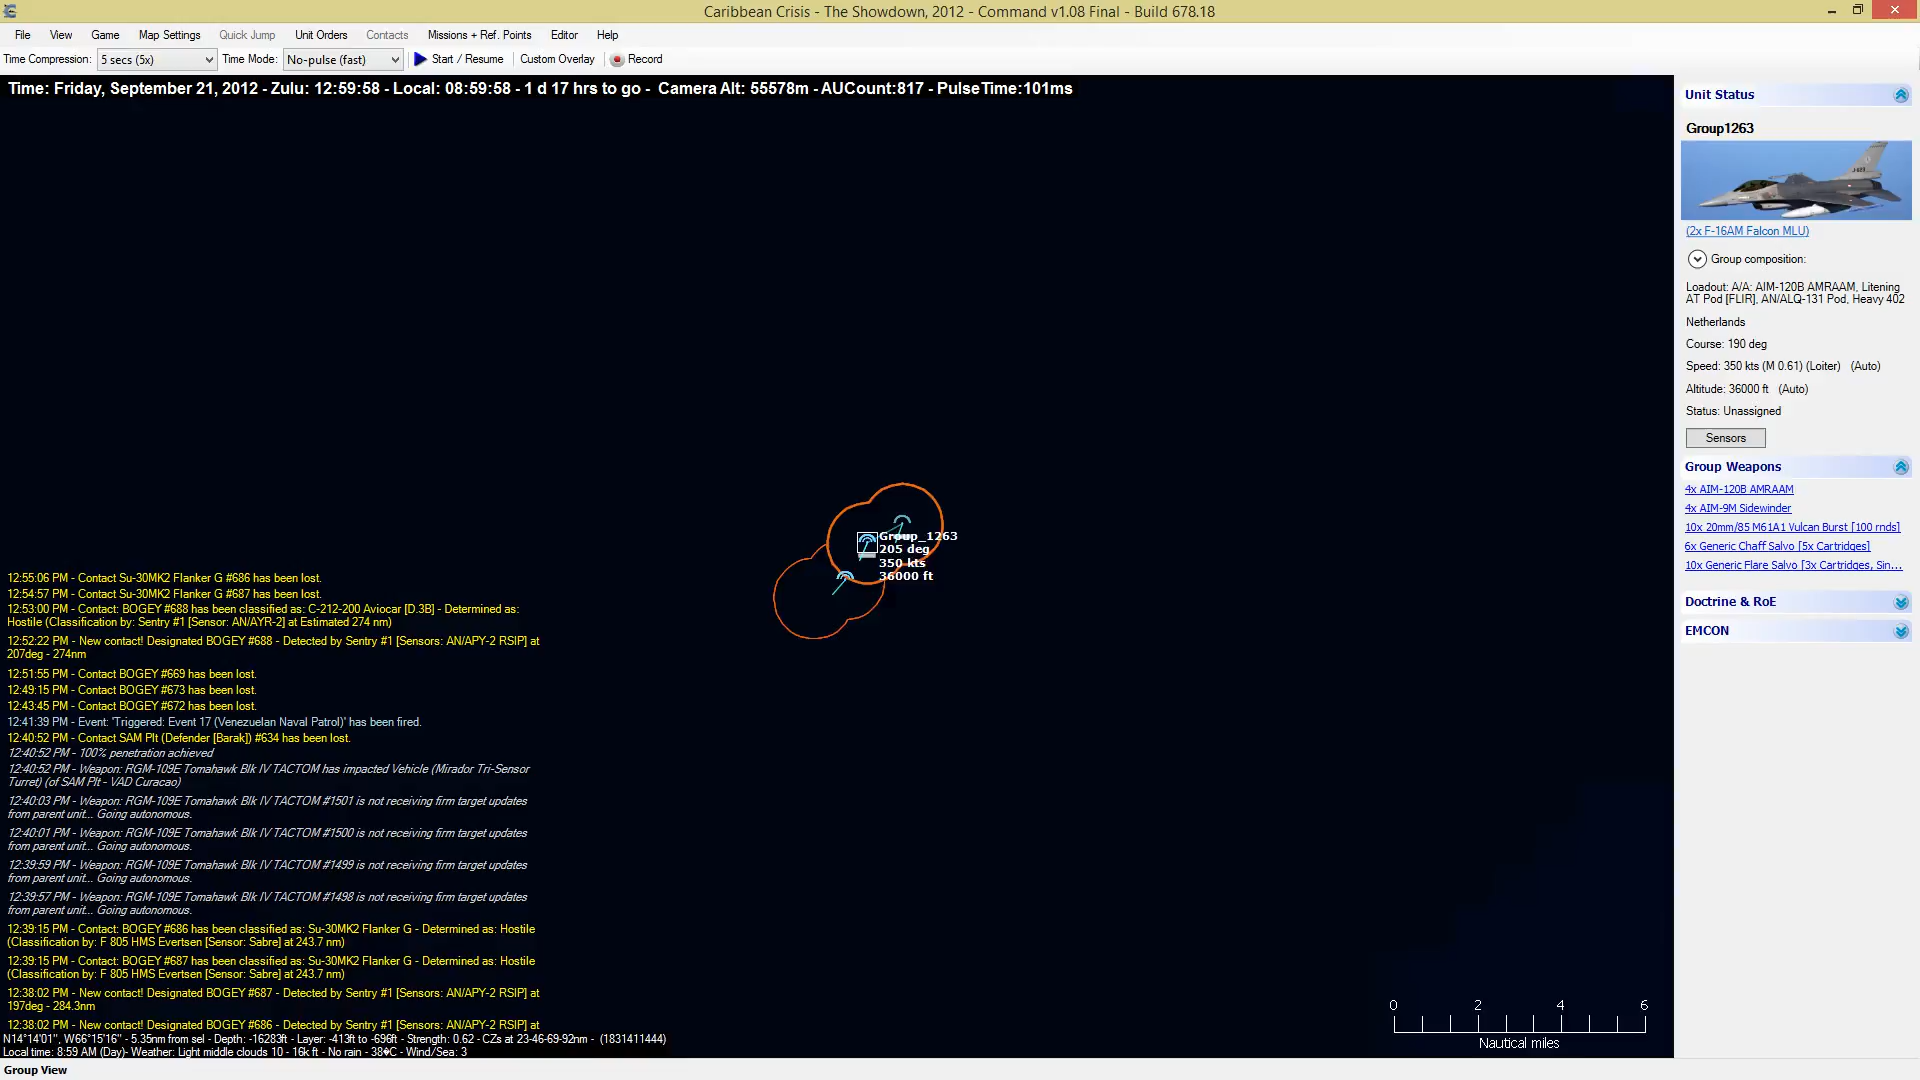 Caribbean Crisis - The Showdown, 2012 - Command v1.08 Final - Build 678.18
File View Game Map Settings Quick Jump Unit Orders Contacts Missions + Ref. Points Editor Help
Time Compression: 5 secs (5x) Time Mode: No-pulse (fast) Start / Resume Custom Overlay Record
Time: Friday, September 21, 2012 - Zulu: 12:59:58 - Local: 08:59:58 - 1 d 17 hrs to go - Camera Alt: 55578m - AUCount:817 - PulseTime:101ms
Group_1263
205 deg
350 kts
36000 ft
12:55:06 PM - Contact Su-30MK2 Flanker G #686 has been lost.
12:54:57 PM - Contact Su-30MK2 Flanker G #687 has been lost.
12:53:00 PM - Contact: BOGEY #688 has been classified as: C-212-200 Aviocar [D.3B] - Determined as:
Hostile (Classification by: Sentry #1 [Sensor: AN/AYR-2] at Estimated 274 nm)
12:52:22 PM - New contact! Designated BOGEY #688 - Detected by Sentry #1 [Sensors: AN/APY-2 RSIP] at
207deg - 274nm
12:51:55 PM - Contact BOGEY #669 has been lost.
12:49:15 PM - Contact BOGEY #673 has been lost.
12:43:45 PM - Contact BOGEY #672 has been lost.
12:41:39 PM - Event: 'Triggered: Event 17 (Venezuelan Naval Patrol)' has been fired.
12:40:52 PM - Contact SAM Plt (Defender [Barak]) #634 has been lost.
12:40:52 PM - 100% penetration achieved
12:40:52 PM - Weapon: RGM-109E Tomahawk Blk IV TACTOM has impacted Vehicle (Mirador Tri-Sensor
Turret) (of SAM Plt - VAD Curacao)
12:40:03 PM - Weapon: RGM-109E Tomahawk Blk IV TACTOM #1501 is not receiving firm target updates
from parent unit... Going autonomous.
12:40:01 PM - Weapon: RGM-109E Tomahawk Blk IV TACTOM #1500 is not receiving firm target updates
from parent unit... Going autonomous.
12:39:59 PM - Weapon: RGM-109E Tomahawk Blk IV TACTOM #1499 is not receiving firm target updates
from parent unit... Going autonomous.
12:39:57 PM - Weapon: RGM-109E Tomahawk Blk IV TACTOM #1498 is not receiving firm target updates
from parent unit... Going autonomous.
12:39:15 PM - Contact: BOGEY #686 has been classified as: Su-30MK2 Flanker G - Determined as: Hostile
(Classification by: F 805 HMS Evertsen [Sensor: Sabre] at 243.7 nm)
12:39:15 PM - Contact: BOGEY #687 has been classified as: Su-30MK2 Flanker G - Determined as: Hostile
(Classification by: F 805 HMS Evertsen [Sensor: Sabre] at 243.7 nm)
12:38:02 PM - New contact! Designated BOGEY #687 - Detected by Sentry #1 [Sensors: AN/APY-2 RSIP] at
197deg - 284.3nm
12:38:02 PM - New contact! Designated BOGEY #686 - Detected by Sentry #1 [Sensors: AN/APY-2 RSIP] at
N14°14'01", W66°15'16" - 5.35nm from sel - Depth: -16283ft - Layer: -413ft to -696ft - Strength: 0.62 - CZs at 23-46-69-92nm - (1831411444)
Local time: 8:59 AM (Day)- Weather: Light middle clouds 10 - 16k ft - No rain - 38�C - Wind/Sea: 3
0 2 4 6
Nautical miles
Group View
Unit Status
Group1263
(2x F-16AM Falcon MLU)
Group composition:
Loadout: A/A: AIM-120B AMRAAM, Litening
AT Pod [FLIR], AN/ALQ-131 Pod, Heavy 402
Netherlands
Course: 190 deg
Speed: 350 kts (M 0.61) (Loiter) (Auto)
Altitude: 36000 ft (Auto)
Status: Unassigned
Sensors
Group Weapons
4x AIM-120B AMRAAM
4x AIM-9M Sidewinder
10x 20mm/85 M61A1 Vulcan Burst [100 rnds]
6x Generic Chaff Salvo [5x Cartridges]
10x Generic Flare Salvo [3x Cartridges, Sin...
Doctrine & RoE
EMCON